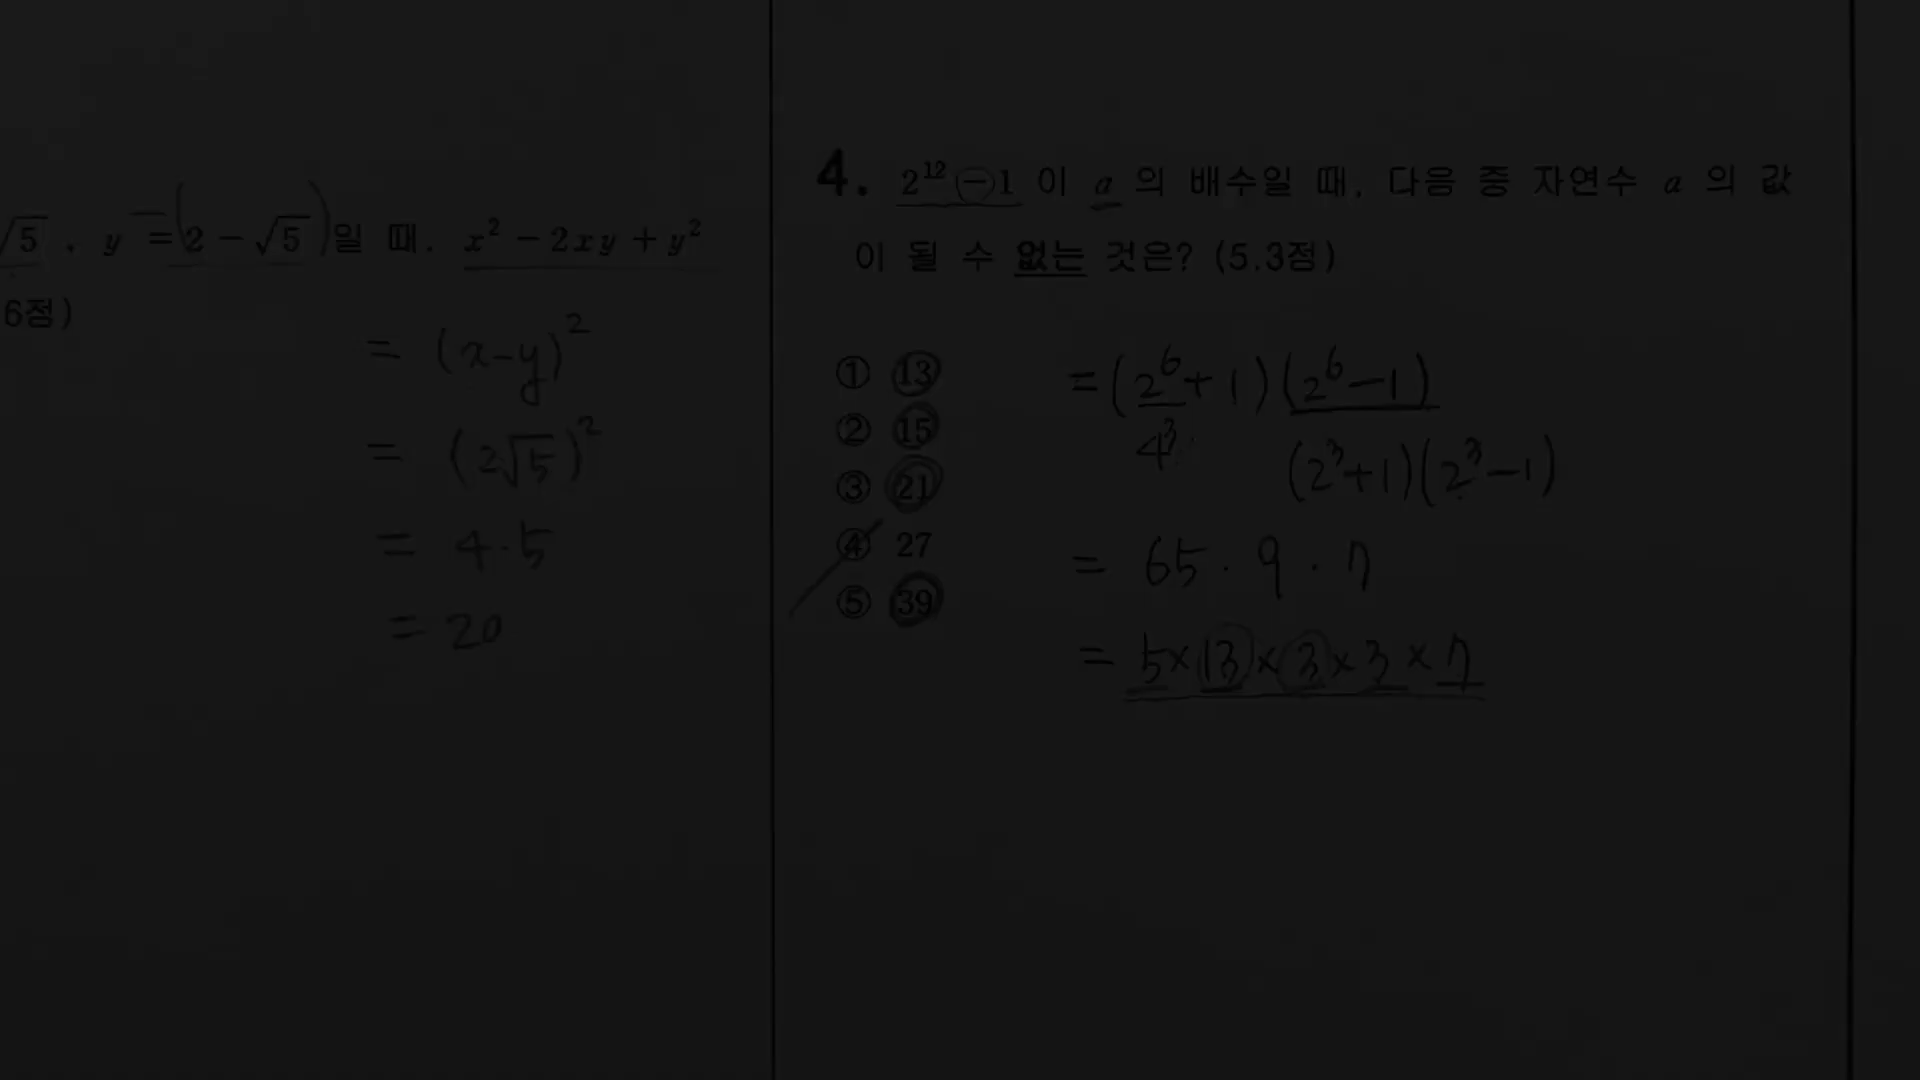 √5 , y = 2 - √5 일 때, x² - 2xy + y²
6점)
= (x-y)²
= (2√5)²
= 4·5
= 20
4. 2¹² - 1 이 a 의 배수일 때, 다음 중 자연수 a 의 값
이 될 수 없는 것은? (5.3점)
① 13
② 15
③ 21
④ 27
⑤ 39
= (2⁶+1)(2⁶-1)
4³
(2³+1)(2³-1)
= 65 · 9 · 7
= 5×13×3×3×7